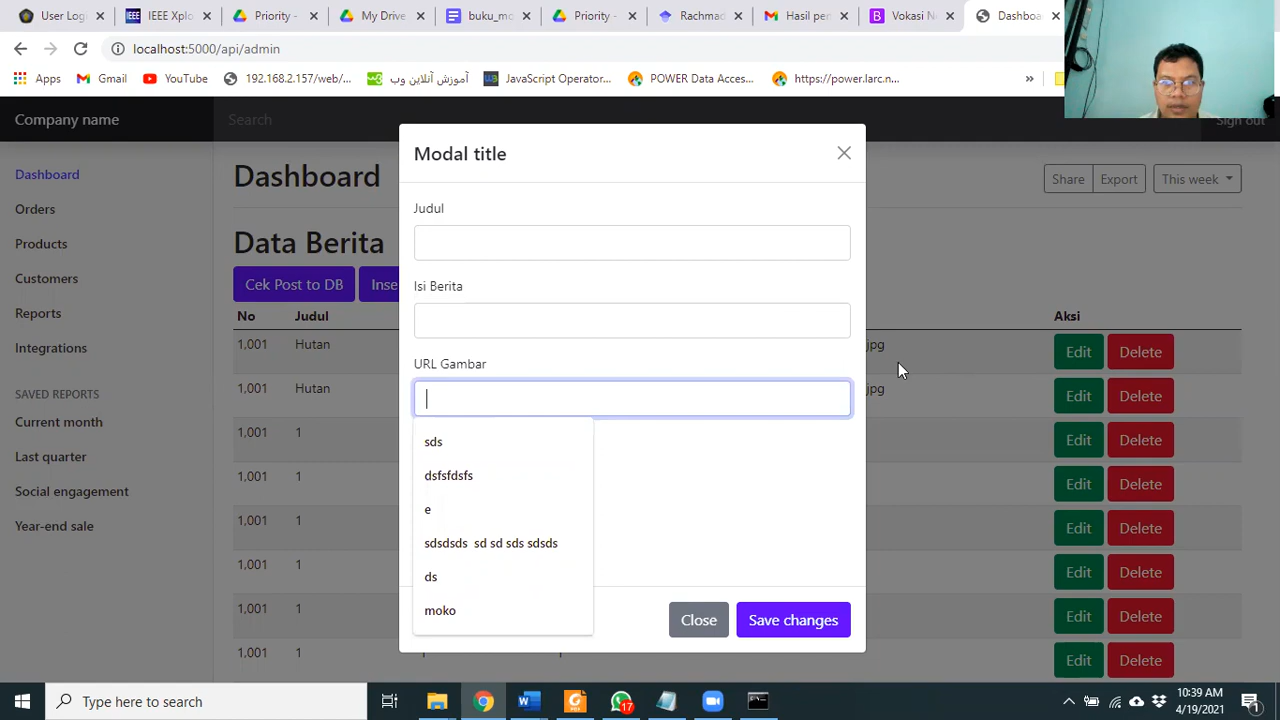 User Logi
IEEE Xpl
Priority -
My Drive
buku_mo
Priority -
Rachma
Hasil per
Vokasi N
Dashboa
localhost:5000/api/admin
Apps
Gmail
YouTube
192.168.2.157/web/...
آموزش آنلاین وب
JavaScript Operator...
POWER Data Acces...
https://power.larc.n...
»
Company name
Search
Sign out
Dashboard
Orders
Products
Customers
Reports
Integrations
SAVED REPORTS
Current month
Last quarter
Social engagement
Year-end sale
Dashboard
Share
Export
This week
Data Berita
Cek Post to DB
Inse
No
Judul
Aksi
1,001
Hutan
jpg
Edit
Delete
1,001
Hutan
jpg
Edit
Delete
1,001
1
Edit
Delete
1,001
1
Edit
Delete
1,001
1
Edit
Delete
1,001
1
Edit
Delete
1,001
1
Edit
Delete
1,001
Edit
Delete
Modal title
Judul
Isi Berita
URL Gambar
sds
dsfsfdsfs
e
sdsdsds sd sd sds sdsds
ds
moko
Close
Save changes
Type here to search
17
10:39 AM
4/19/2021
1